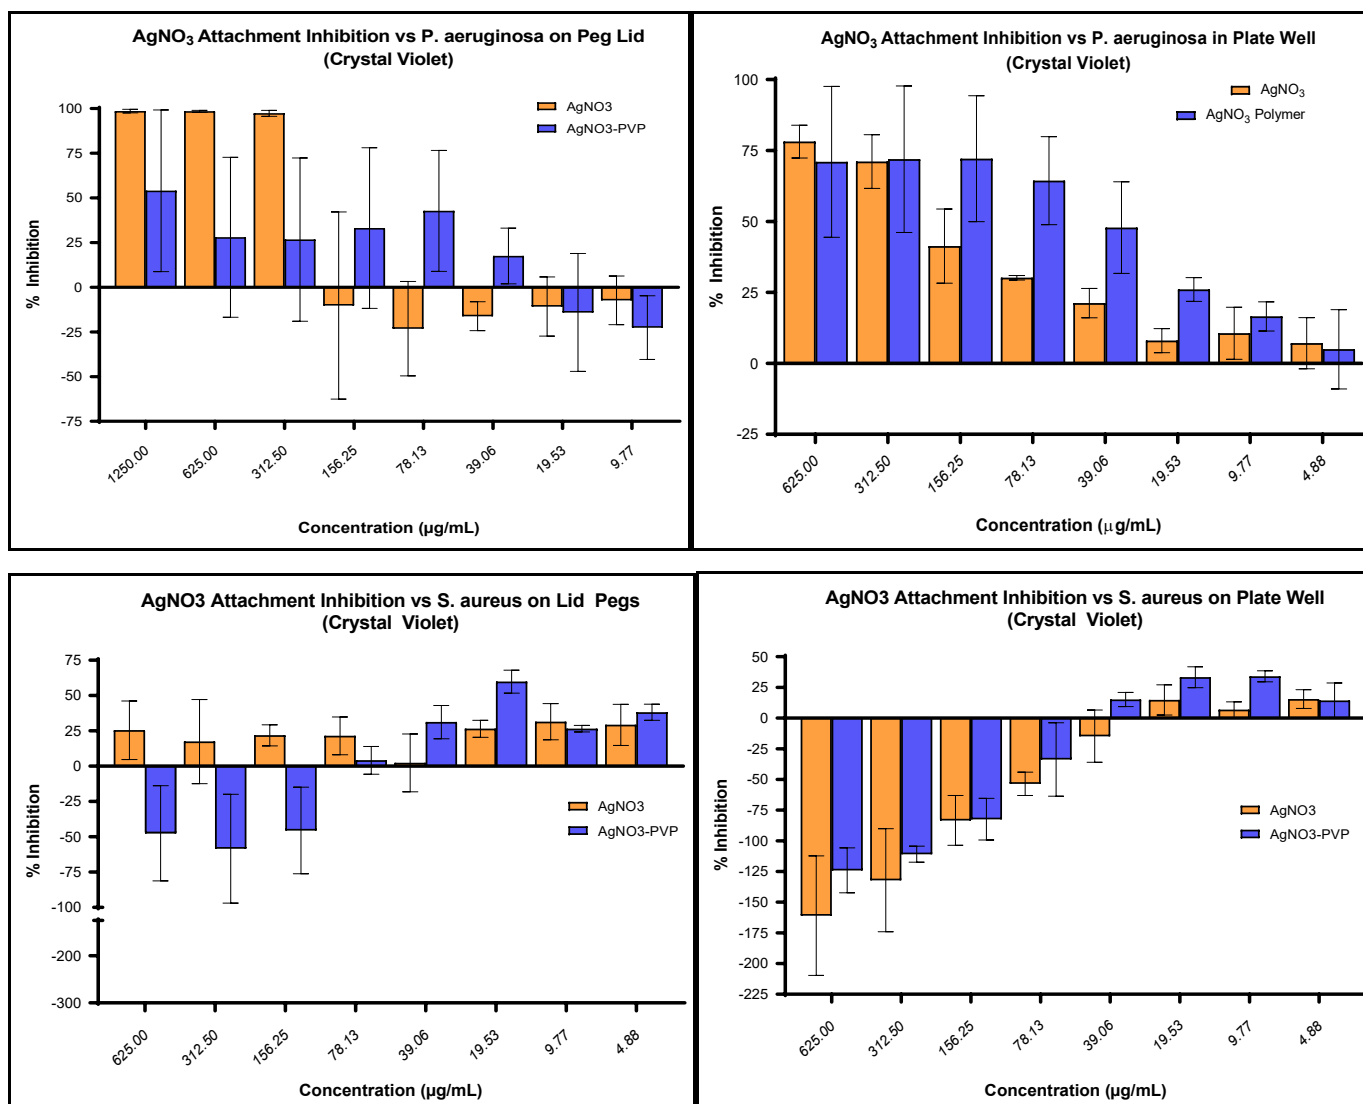 AgNO3 Attachment Inhibition vs P. aeruginosa on Peg Lid
(Crystal Violet)
AgNO3
AgNO3-PVP
% Inhibition
100
75
50
25
0
-25
-50
-75
1250.00
625.00
312.50
156.25
78.13
39.06
19.53
9.77
Concentration (µg/mL)
AgNO3 Attachment Inhibition vs P. aeruginosa in Plate Well
(Crystal Violet)
AgNO3
AgNO3 Polymer
% Inhibition
100
75
50
25
0
-25
625.00
312.50
156.25
78.13
39.06
19.53
9.77
4.88
Concentration (µg/mL)
AgNO3 Attachment Inhibition vs S. aureus on Lid Pegs
(Crystal Violet)
% Inhibition
75
50
25
0
-25
-50
-75
-100
-200
-300
AgNO3
AgNO3-PVP
625.00
312.50
156.25
78.13
39.06
19.53
9.77
4.88
Concentration (µg/mL)
AgNO3 Attachment Inhibition vs S. aureus on Plate Well
(Crystal Violet)
% Inhibition
50
25
0
-25
-50
-75
-100
-125
-150
-175
-200
-225
AgNO3
AgNO3-PVP
625.00
312.50
156.25
78.13
39.06
19.53
9.77
4.88
Concentration (µg/mL)